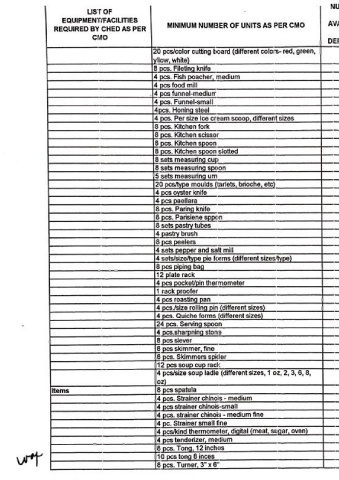 LIST OF
EQUIPMENT/FACILITIES
REQUIRED BY CHED AS PER
CMO
MINIMUM NUMBER OF UNITS AS PER CMO
NU
AVA
DEI
20 pcs/color cutting board (different colors- red, green,
yllow, white)
8 pcs. Fileting knife
4 pcs. Fish poacher, medium
4 pcs food mill
4 pcs funnel-medium
4 pcs. Funnel-small
4pcs. Honing steel
4 pcs. Per size Ice cream scoop, different sizes
8 pcs. Kitchen fork
8 pcs. Kitchen scissor
8 pcs. Kitchen spoon
8 pcs. Kitchen spoon slotted
8 sets measuring cup
8 sets measuring spoon
5 sets measuring urn
20 pcs/type moulds (tarlets, brioche, etc)
4 pcs oyster knife
4 pcs paellara
8 pcs. Paring knife
8 pcs. Parisiene sppon
8 sets pastry tubes
4 pastry brush
8 pcs peelers
4 sets pepper and salt mill
4 sets/size/type pie forms (different sizes/type)
8 pcs piping bag
12 plate rack
4 pcs pocket/pin thermometer
1 rack proofer
4 pcs roasting pan
4 pcs./size rolling pin (different sizes)
4 pcs. Quiche forms (different sizes)
24 pcs. Serving spoon
4 pcs.sharpning stone
8 pcs siever
8 pcs skimmer, fine
8 pcs. Skimmers spider
12 pcs soup cup rack
4 pcs/size soup ladle (different sizes, 1 oz, 2, 3, 6, 8,
oz)
Items
8 pcs spatula
4 pcs. Strainer chinois - medium
4 pcs strainer chinois-small
4 pcs. strainer chinois - medium fine
4 pc. Strainer small fine
4 pcs/kind thermometer, digital (meat, sugar, oven)
4 pcs tenderizer, medium
8 pcs. Tong, 12 inches
10 pcs tong 8 inces
8 pcs. Turner, 3" x 6"